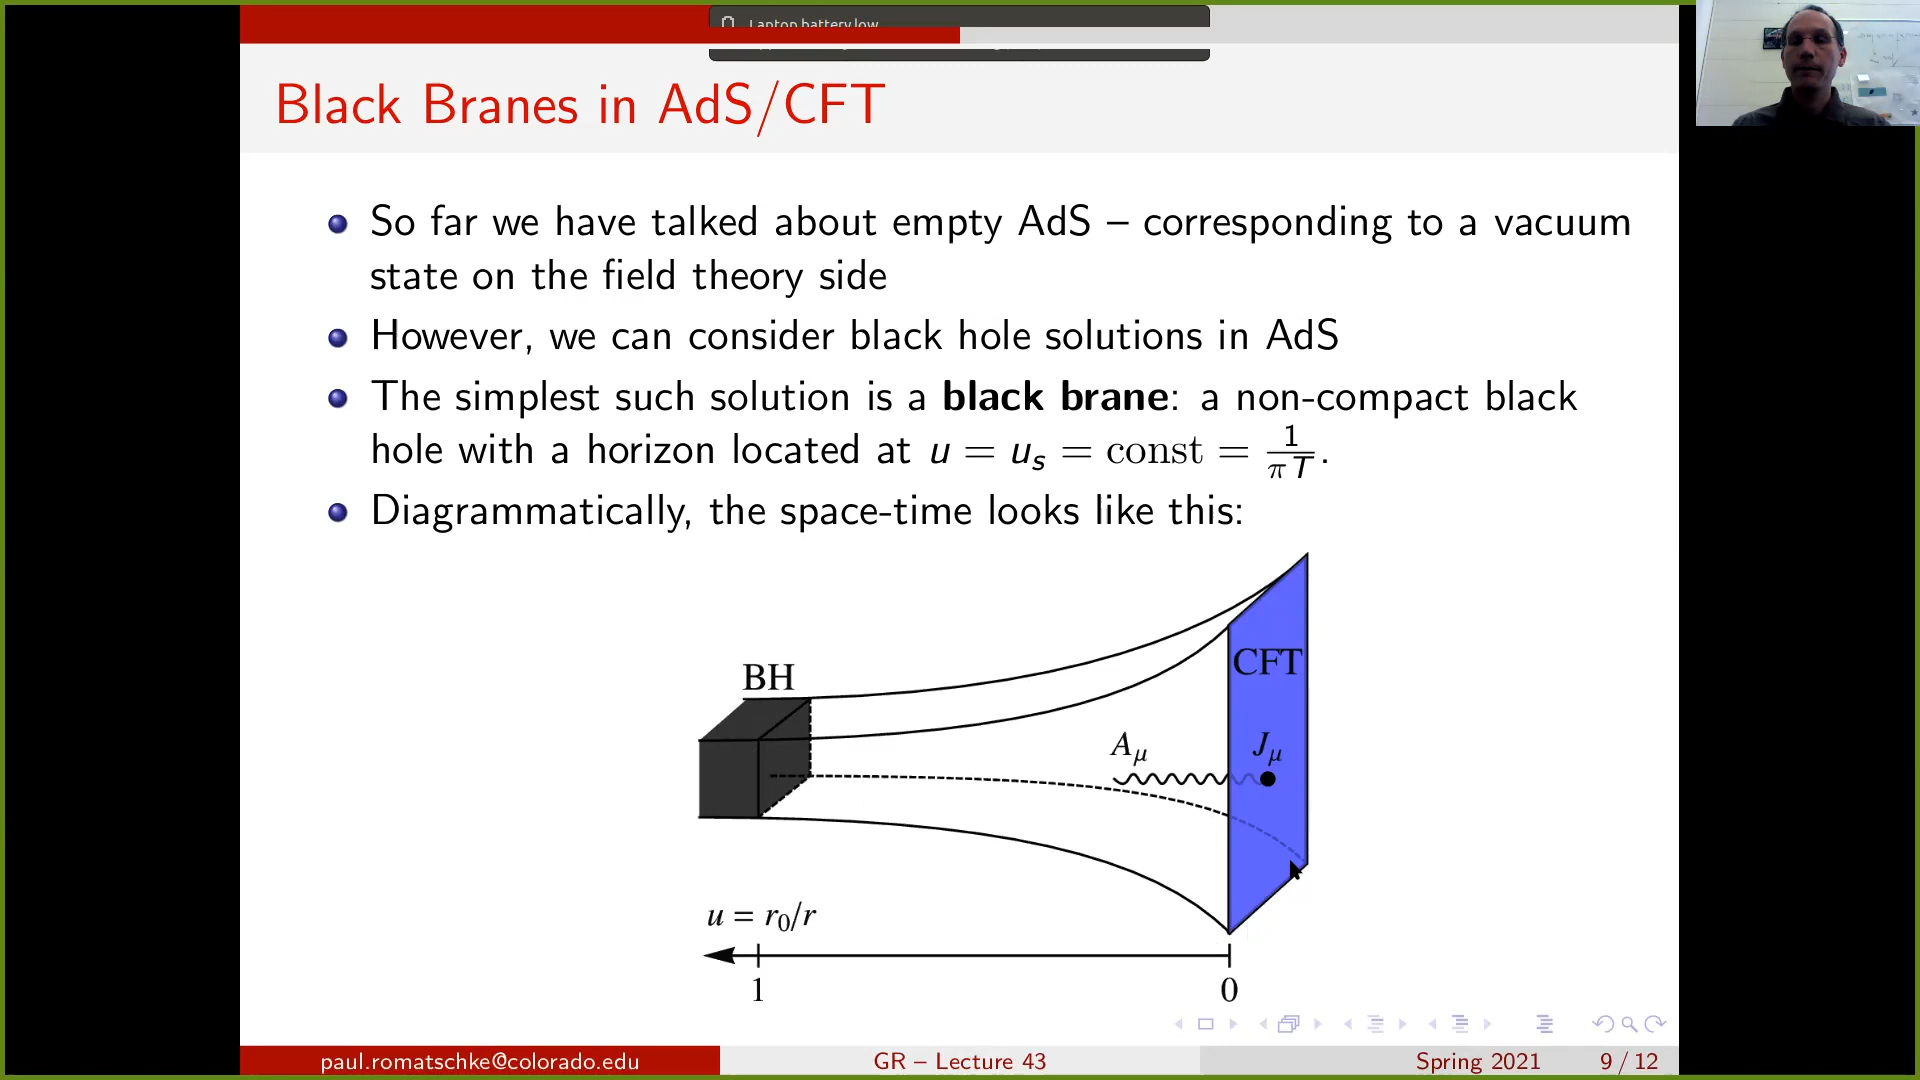 Laptop battery low
Black Branes in AdS/CFT
So far we have talked about empty AdS – corresponding to a vacuum
state on the field theory side
However, we can consider black hole solutions in AdS
The simplest such solution is a black brane: a non-compact black
hole with a horizon located at u = u_s = const = 1/(π T).
Diagrammatically, the space-time looks like this:
BH
CFT
A_μ
J_μ
u = r_0/r
1
0
paul.romatschke@colorado.edu GR – Lecture 43 Spring 2021 9 / 12